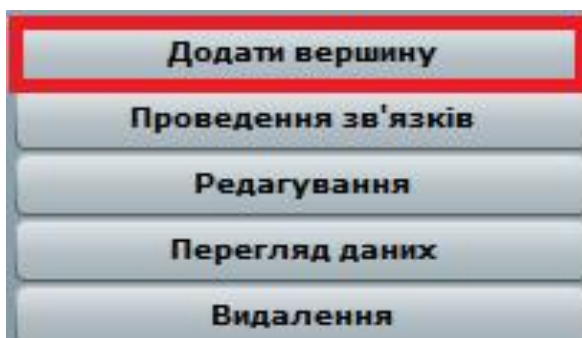 Додати вершину
Проведення зв'язків
Редагування
Перегляд даних
Видалення